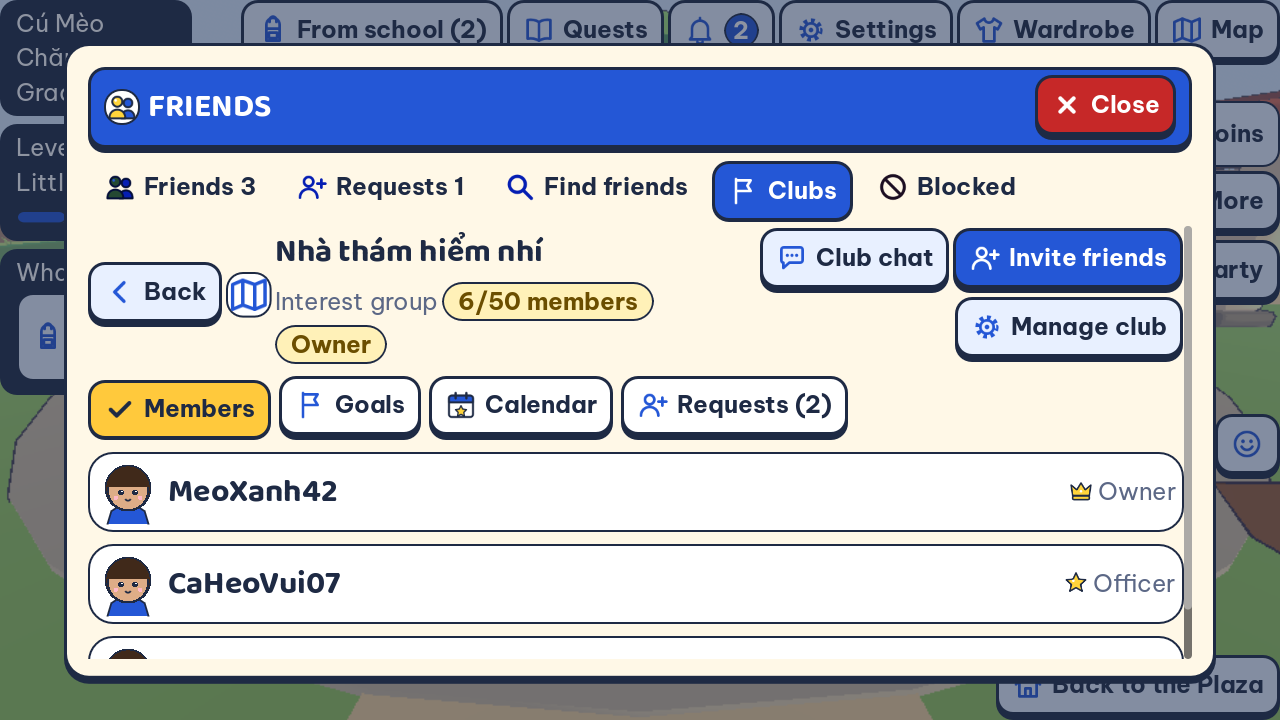 Cú Mèo
From school (2)
Quests
2
Settings
Wardrobe
Map
FRIENDS
Close
Friends 3
Requests 1
Find friends
Clubs
Blocked
Back
Nhà thám hiểm nhí
Interest group
6/50 members
Owner
Club chat
Invite friends
Manage club
Members
Goals
Calendar
Requests (2)
MeoXanh42
Owner
CaHeoVui07
Officer
Back to the Plaza